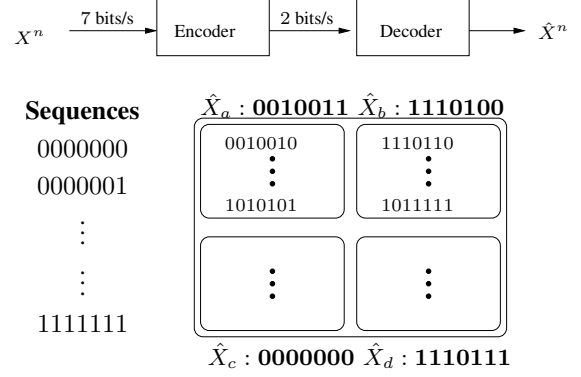 7 bits/s
2 bits/s
Xⁿ
Encoder
Decoder
X̂ⁿ
Sequences
0000000
0000001
⋮
⋮
1111111
X̂ₐ : 0010011
X̂_b : 1110100
0010010
⋮
1010101
1110110
⋮
1011111
⋮
⋮
X̂_c : 0000000
X̂_d : 1110111